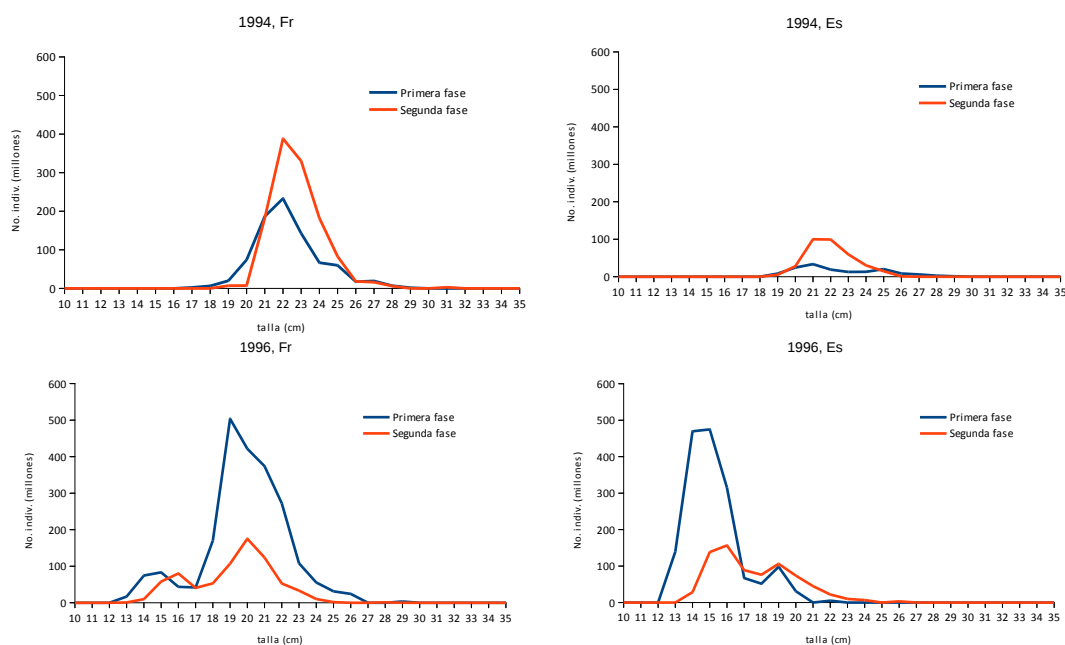 1994, Fr
600
500
400
300
200
100
0
No. indiv. (millones)
Primera fase
Segunda fase
10 11 12 13 14 15 16 17 18 19 20 21 22 23 24 25 26 27 28 29 30 31 32 33 34 35
talla (cm)
1994, Es
600
500
400
300
200
100
0
No. indiv. (millones)
Primera fase
Segunda fase
10 11 12 13 14 15 16 17 18 19 20 21 22 23 24 25 26 27 28 29 30 31 32 33 34 35
talla (cm)
1996, Fr
600
500
400
300
200
100
0
No. indiv. (millones)
Primera fase
Segunda fase
10 11 12 13 14 15 16 17 18 19 20 21 22 23 24 25 26 27 28 29 30 31 32 33 34 35
talla (cm)
1996, Es
600
500
400
300
200
100
0
No. indiv. (millones)
Primera fase
Segunda fase
10 11 12 13 14 15 16 17 18 19 20 21 22 23 24 25 26 27 28 29 30 31 32 33 34 35
talla (cm)